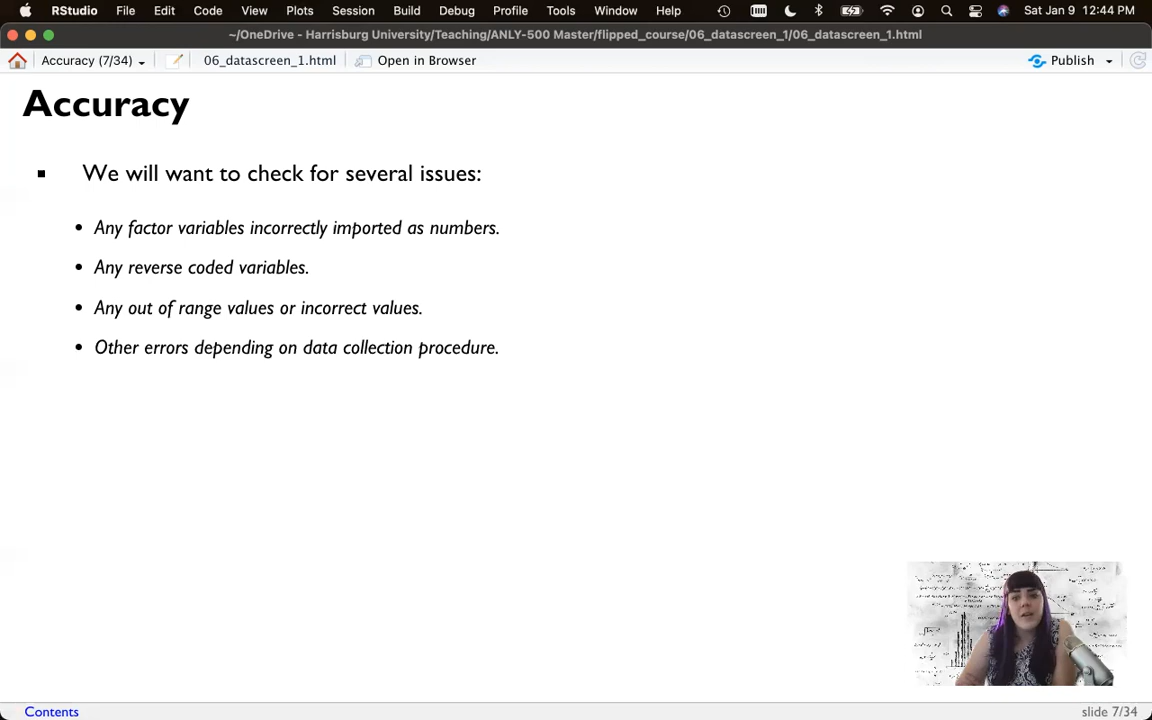 RStudio File Edit Code View Plots Session Build Debug Profile Tools Window Help Sat Jan 9 12:44 PM
~/OneDrive - Harrisburg University/Teaching/ANLY-500 Master/flipped_course/06_datascreen_1/06_datascreen_1.html
Accuracy (7/34) 06_datascreen_1.html Open in Browser Publish
Accuracy
We will want to check for several issues:
Any factor variables incorrectly imported as numbers.
Any reverse coded variables.
Any out of range values or incorrect values.
Other errors depending on data collection procedure.
Contents slide 7/34